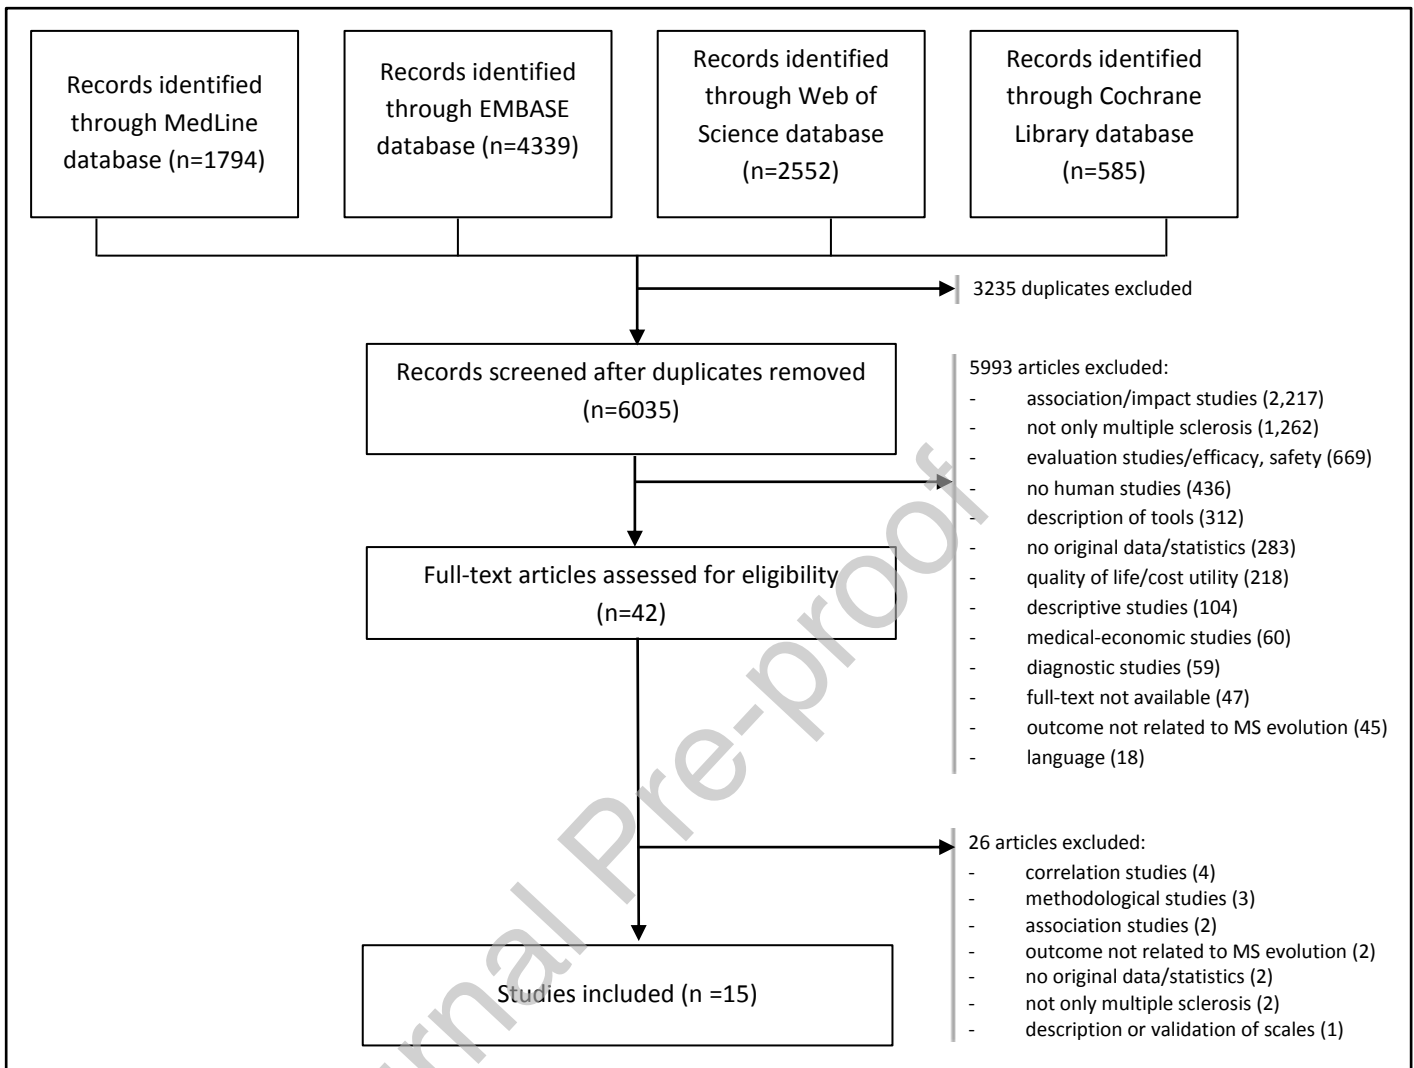 Records identified
through MedLine
database (n=1794)
Records identified
through EMBASE
database (n=4339)
Records identified
through Web of
Science database
(n=2552)
Records identified
through Cochrane
Library database
(n=585)
3235 duplicates excluded
Records screened after duplicates removed
(n=6035)
5993 articles excluded:
- association/impact studies (2,217)
- not only multiple sclerosis (1,262)
- evaluation studies/efficacy, safety (669)
- no human studies (436)
- description of tools (312)
- no original data/statistics (283)
- quality of life/cost utility (218)
- descriptive studies (104)
- medical-economic studies (60)
- diagnostic studies (59)
- full-text not available (47)
- outcome not related to MS evolution (45)
- language (18)
Full-text articles assessed for eligibility
(n=42)
26 articles excluded:
- correlation studies (4)
- methodological studies (3)
- association studies (2)
- outcome not related to MS evolution (2)
- no original data/statistics (2)
- not only multiple sclerosis (2)
- description or validation of scales (1)
Studies included (n =15)
rnal Pre-proof